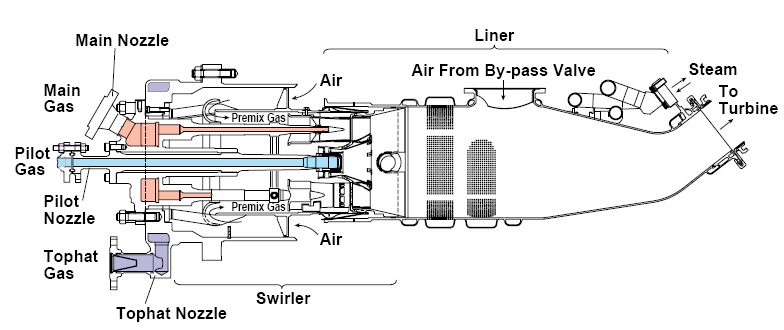 Main Nozzle
Liner
Main
Gas
Air
Air From By-pass Valve
Steam
To
Turbine
Premix Gas
Pilot
Gas
Pilot
Nozzle
Premix Gas
Air
Tophat
Gas
Swirler
Tophat Nozzle